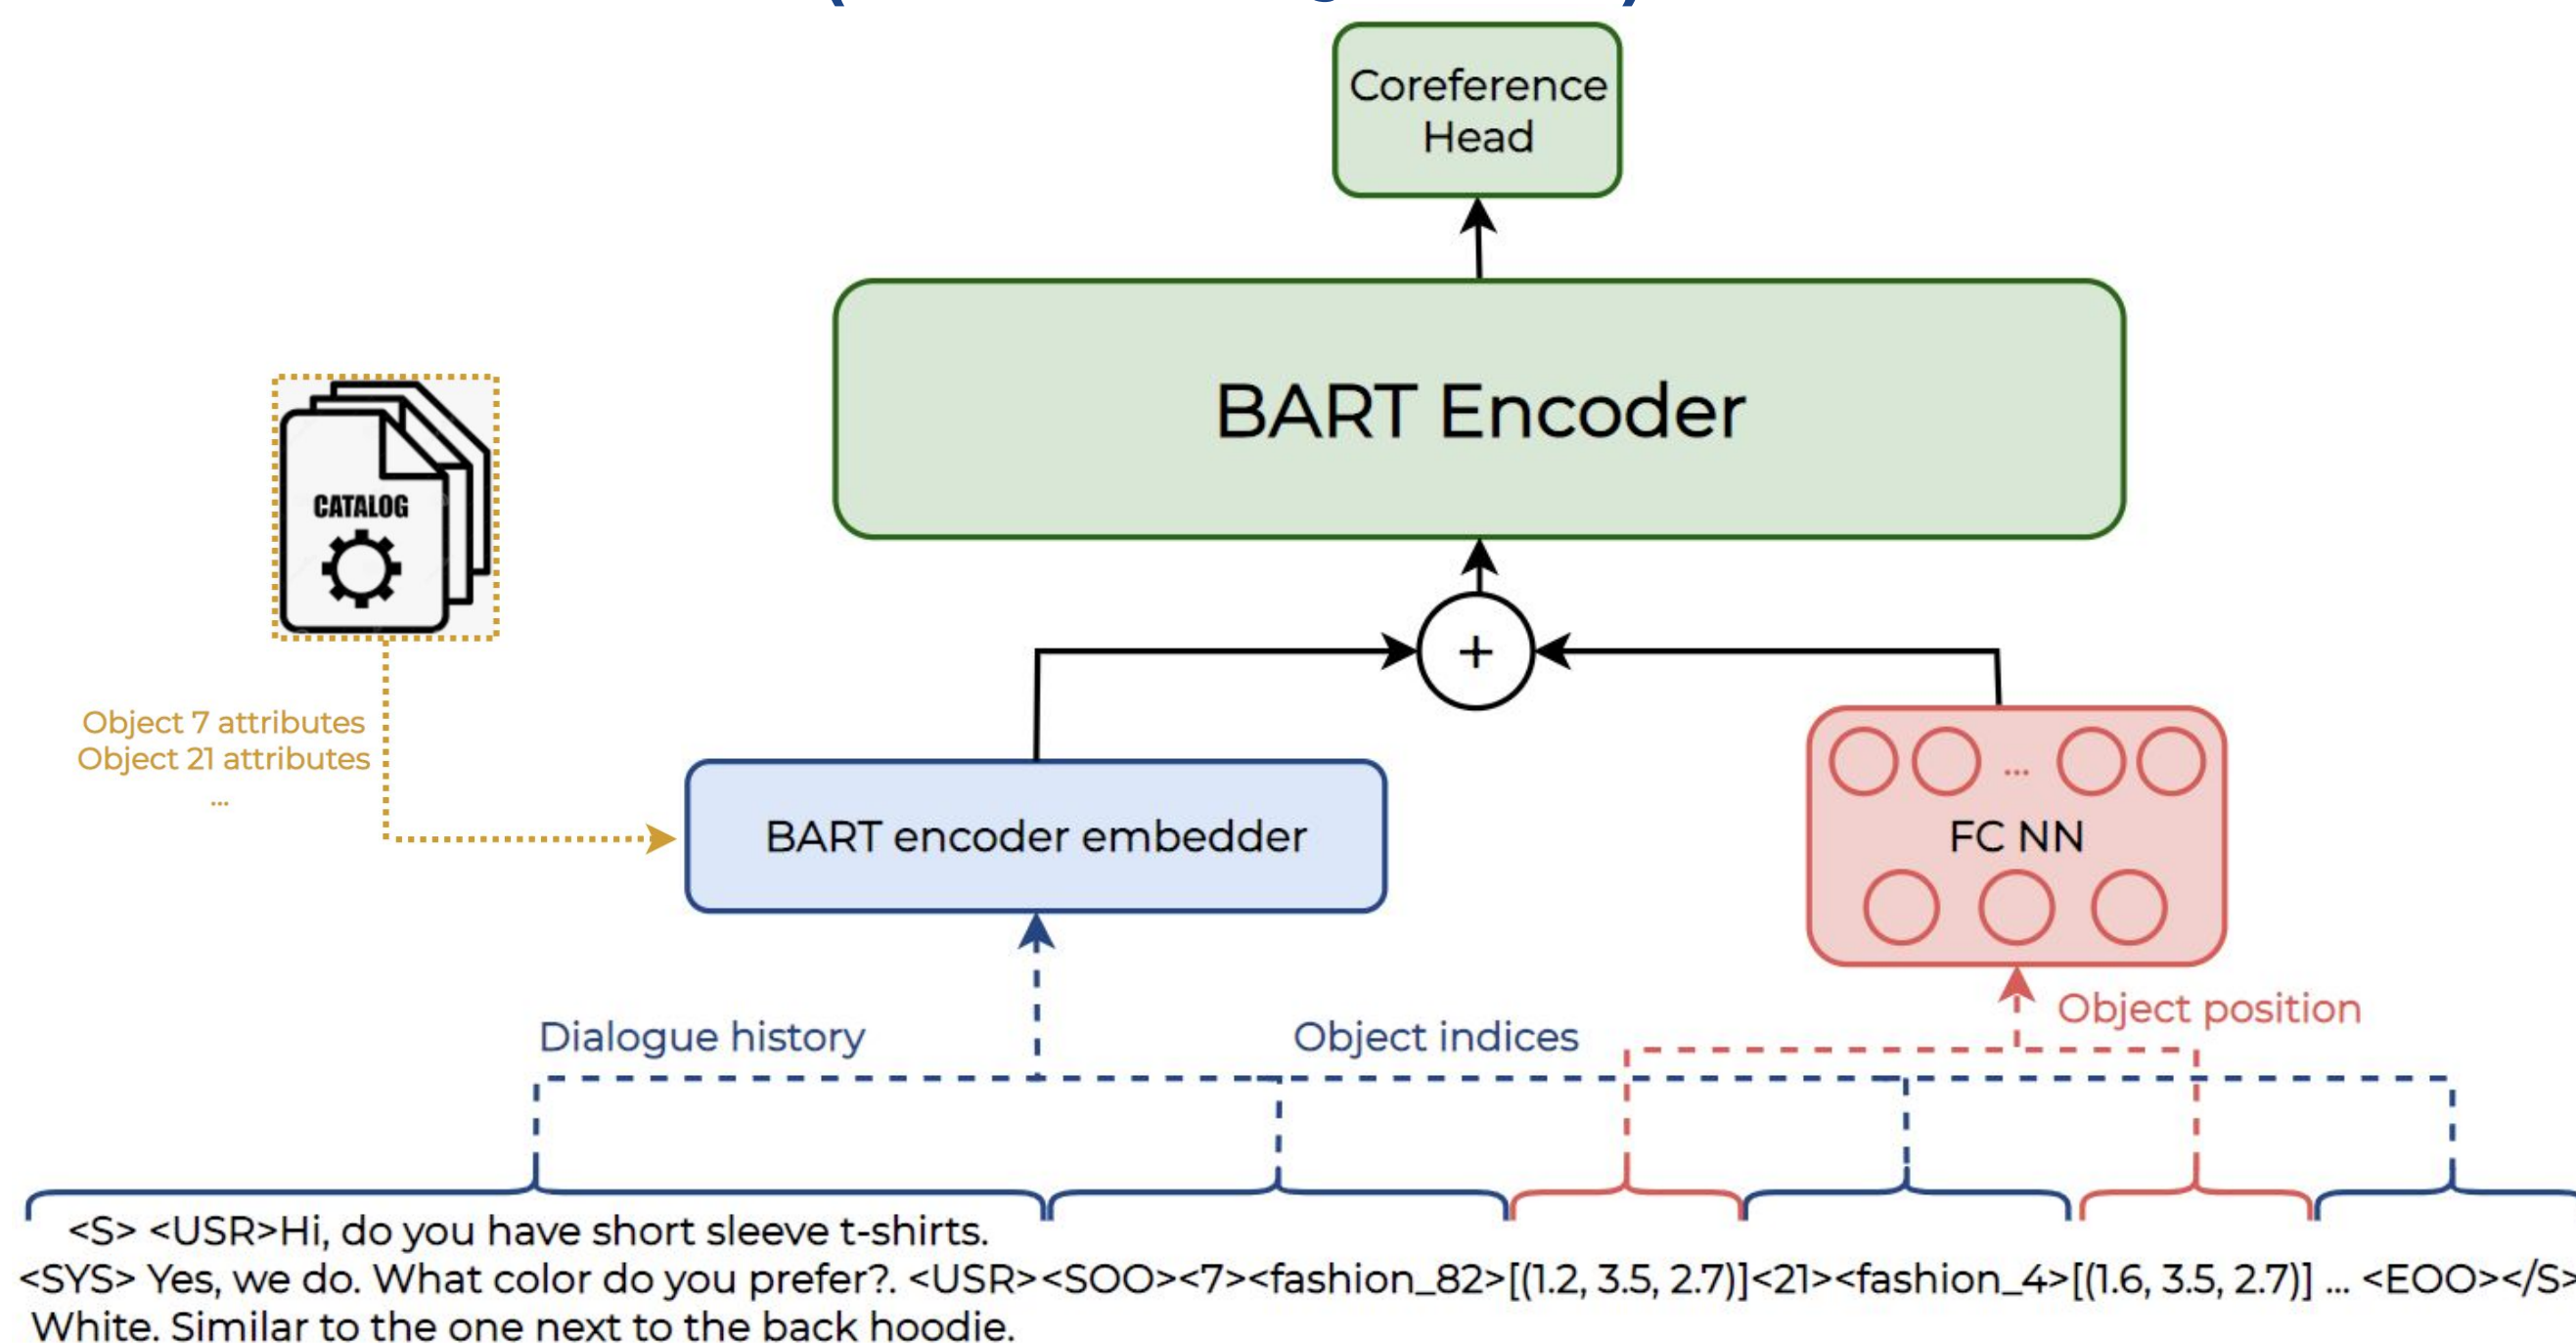 Coreference
Head
BART Encoder
CATALOG
+
Object 7 attributes
Object 21 attributes
...
BART encoder embedder
...
FC NN
Dialogue history
Object indices
Object position
<S> <USR>Hi, do you have short sleeve t-shirts.
<SYS> Yes, we do. What color do you prefer?. <USR><SOO><7><fashion_82>[(1.2, 3.5, 2.7)]<21><fashion_4>[(1.6, 3.5, 2.7)] ... <EOO></S>
White. Similar to the one next to the back hoodie.